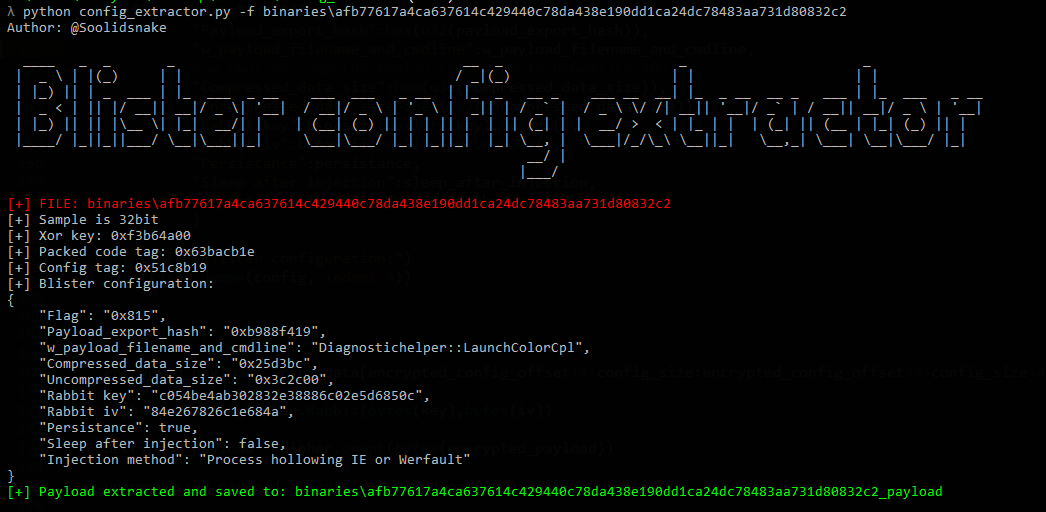 λ python config_extractor.py -f binaries\afb77617a4ca637614c429440c78da438e190dd1ca24dc78483aa731d80832c2
Author: @Soolidsnake
Blister config extractor
[+] FILE: binaries\afb77617a4ca637614c429440c78da438e190dd1ca24dc78483aa731d80832c2
[+] Sample is 32bit
[+] Xor key: 0xf3b64a00
[+] Packed code tag: 0x63bacb1e
[+] Config tag: 0x51c8b19
[+] Blister configuration:
{
    "Flag": "0x815",
    "Payload_export_hash": "0xb988f419",
    "w_payload_filename_and_cmdline": "Diagnostichelper::LaunchColorCpl",
    "Compressed_data_size": "0x25d3bc",
    "Uncompressed_data_size": "0x3c2c00",
    "Rabbit key": "c054be4ab302832e38886c02e5d6850c",
    "Rabbit iv": "84e267826c1e684a",
    "Persistance": true,
    "Sleep after injection": false,
    "Injection method": "Process hollowing IE or Werfault"
}
[+] Payload extracted and saved to: binaries\afb77617a4ca637614c429440c78da438e190dd1ca24dc78483aa731d80832c2_payload